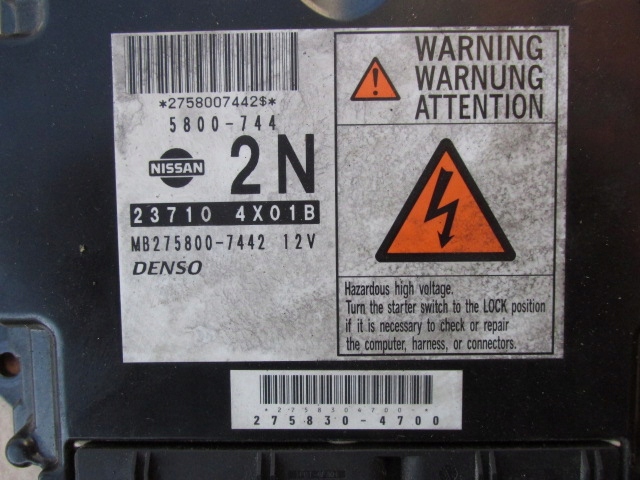 *2758007442$*
5800-744
NISSAN
2N
23710 4X01B
MB275800-7442 12V
DENSO
WARNING
WARNUNG
ATTENTION
Hazardous high voltage.
Turn the starter switch to the LOCK position
if it is necessary to check or repair
the computer, harness, or connectors.
*2758304700-*
275830-4700